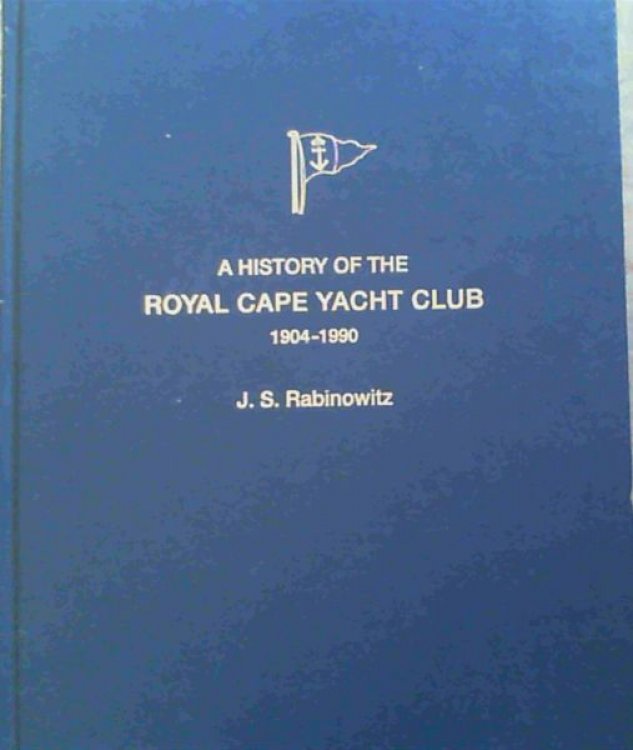 A HISTORY OF THE
ROYAL CAPE YACHT CLUB
1904-1990
J. S. Rabinowitz